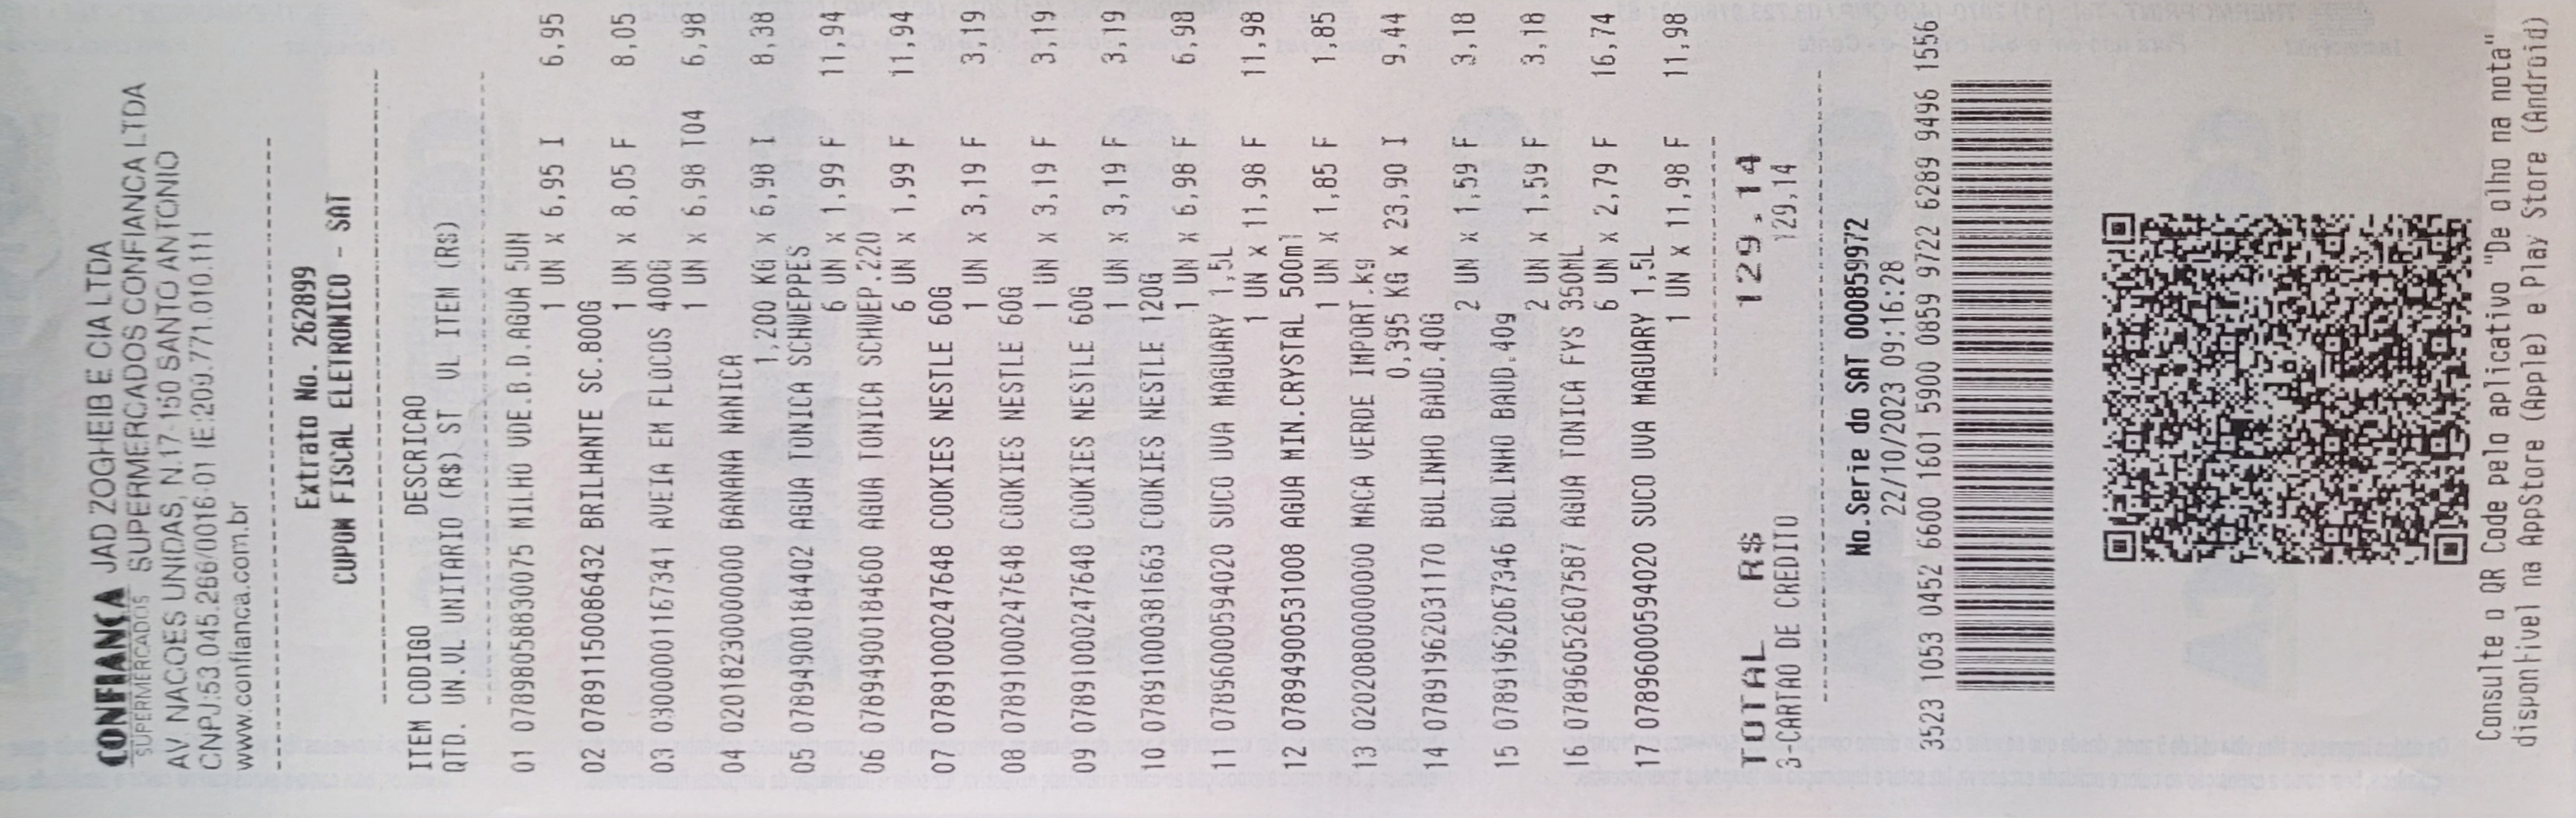 CONFIANÇA JAD ZOGHEIB E CIA LTDA
SUPERMERCADOS SUPERMERCADOS CONFIANCA LTDA
AV. NACOES UNIDAS, N.17-150 SANTO ANTONIO
CNPJ:53.045.266/0016-01 IE:209.771.010.111
www.confianca.com.br
Extrato No. 262899
CUPOM FISCAL ELETRONICO - SAT
ITEM CODIGO DESCRICAO
QTD. UN.VL UNITARIO (R$) ST VL ITEM (R$)
01 07898058830075 MILHO VDE.B.D.AGUA 5UN
1 UN x 6,95 I 6,95
02 07891150086432 BRILHANTE SC.800G
1 UN x 8,05 F 8,05
03 03000001167341 AVEIA EM FLOCOS 400G
1 UN x 6,98 T04 6,98
04 02018230000000 BANANA NANICA
1,200 KG x 6,98 I 8,38
05 07894900184402 AGUA TONICA SCHWEPPES
6 UN x 1,99 F 11,94
06 07894900184600 AGUA TONICA SCHWEP.220
6 UN x 1,99 F 11,94
07 07891000247648 COOKIES NESTLE 60G
1 UN x 3,19 F 3,19
08 07891000247648 COOKIES NESTLE 60G
1 UN x 3,19 F 3,19
09 07891000247648 COOKIES NESTLE 60G
1 UN x 3,19 F 3,19
10 07891000381663 COOKIES NESTLE 120G
1 UN x 6,98 F 6,98
11 07896000594020 SUCO UVA MAGUARY 1,5L
1 UN x 11,98 F 11,98
12 07894900531008 AGUA MIN.CRYSTAL 500ml
1 UN x 1,85 F 1,85
13 02020800000000 MACA VERDE IMPORT.kg
0,395 KG x 23,90 I 9,44
14 07891962031170 BOLINHO BAUD.40G
2 UN x 1,59 F 3,18
15 07891962067346 BOLINHO BAUD.40g
2 UN x 1,59 F 3,18
16 07896052607587 AGUA TONICA FYS 350ML
6 UN x 2,79 F 16,74
17 07896000594020 SUCO UVA MAGUARY 1,5L
1 UN x 11,98 F 11,98
TOTAL R$ 129.14
3-CARTAO DE CREDITO 129,14
No.Serie do SAT 000859972
22/10/2023 09:16:28
3523 1053 0452 6600 1601 5900 0859 9722 6289 9496 1556
Consulte o QR Code pelo aplicativo "De olho na nota"
disponível na AppStore (Apple) e Play Store (Android)